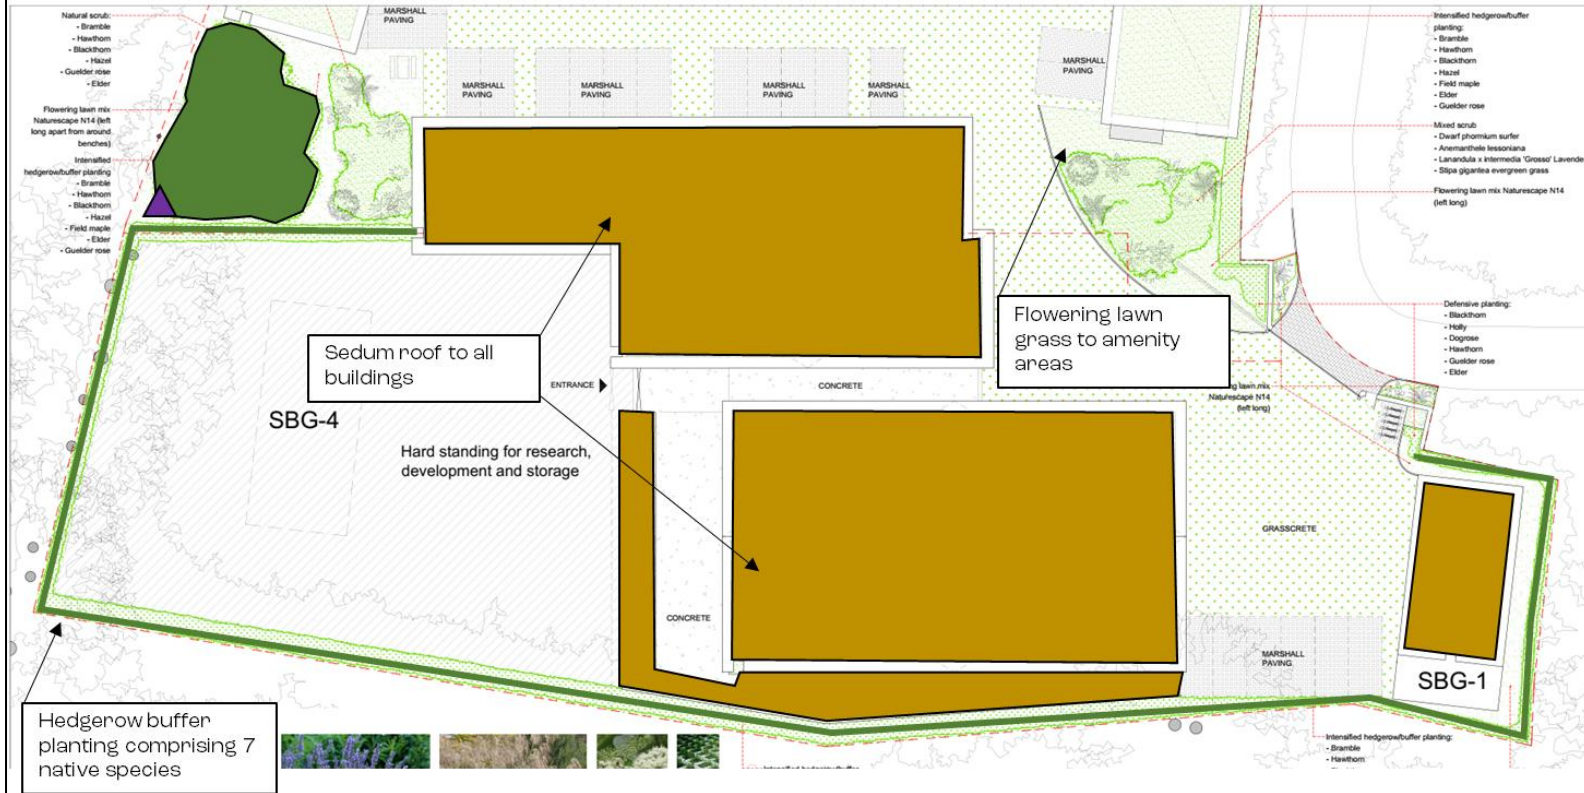 Natural scrub:
- Bramble
- Hawthorn
- Blackthorn
- Hazel
- Guelder rose
- Elder
Flowering lawn mix
Naturescape N14 (left
long apart from around
benches)
Intensified
hedgerow/buffer planting
- Bramble
- Hawthorn
- Blackthorn
- Hazel
- Field maple
- Elder
- Guelder rose
MARSHALL
PAVING
MARSHALL
PAVING
MARSHALL
PAVING
MARSHALL
PAVING
MARSHALL
PAVING
MARSHALL
PAVING
Intensified hedgerow/buffer
planting:
- Bramble
- Hawthorn
- Blackthorn
- Hazel
- Field maple
- Elder
- Guelder rose
Mixed scrub
- Dwarf phormium surfer
- Anemanthele lessoniana
- Lanandula x intermedia 'Grosso' Lavende
- Stipa gigantea evergreen grass
Flowering lawn mix Naturescape N14
(left long)
Defensive planting:
- Blackthorn
- Holly
- Dogrose
- Hawthorn
- Guelder rose
- Elder
Flowering lawn
grass to amenity
areas
lawn mix
Naturescape N14
(left long)
Sedum roof to all
buildings
ENTRANCE
CONCRETE
SBG-4
Hard standing for research,
development and storage
GRASSCRETE
CONCRETE
MARSHALL
PAVING
SBG-1
Hedgerow buffer
planting comprising 7
native species
Intensified hedgerow/buffer planting:
- Bramble
- Hawthorn